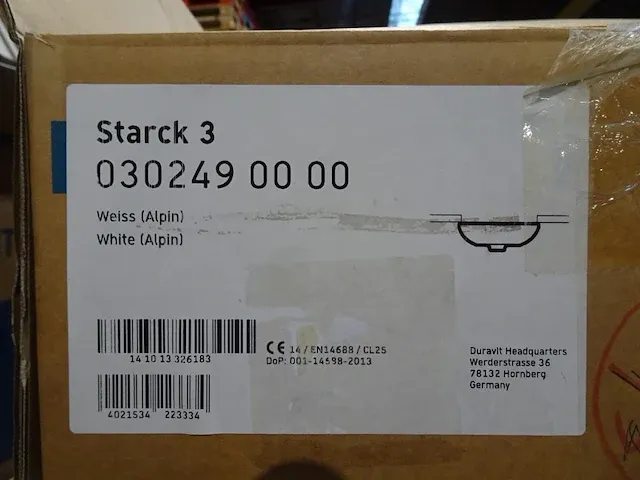 Starck 3
030249 00 00
Weiss (Alpin)
White (Alpin)
14 10 13 326183
CE 14 / EN14688 / CL25
DoP: 001-14688-2013
4021534 223334
Duravit Headquarters
Werderstrasse 36
78132 Hornberg
Germany